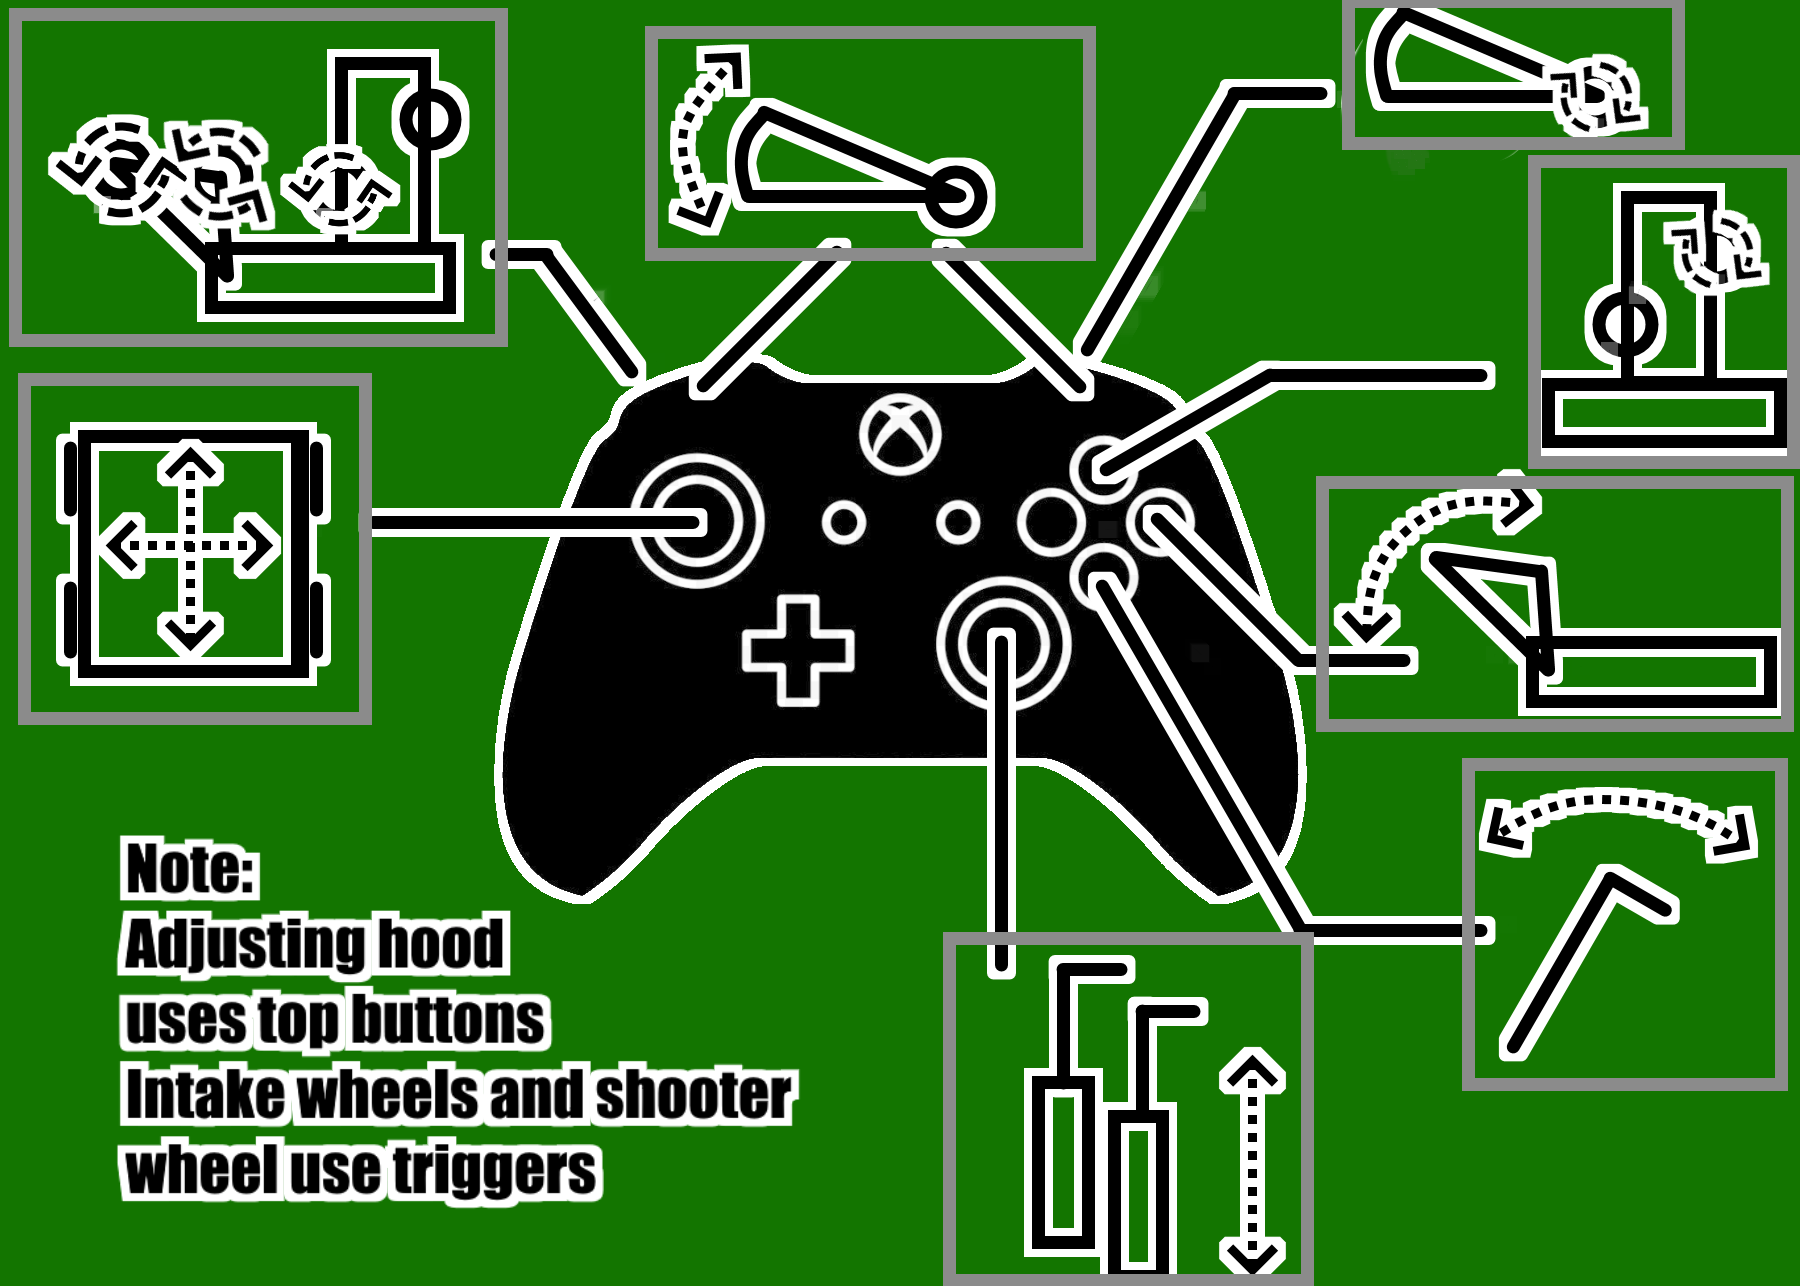 Note:
Adjusting hood
uses top buttons
Intake wheels and shooter
wheel use triggers